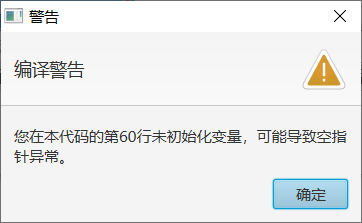 警告
编译警告
您在本代码的第60行未初始化变量，可能导致空指
针异常。
确定